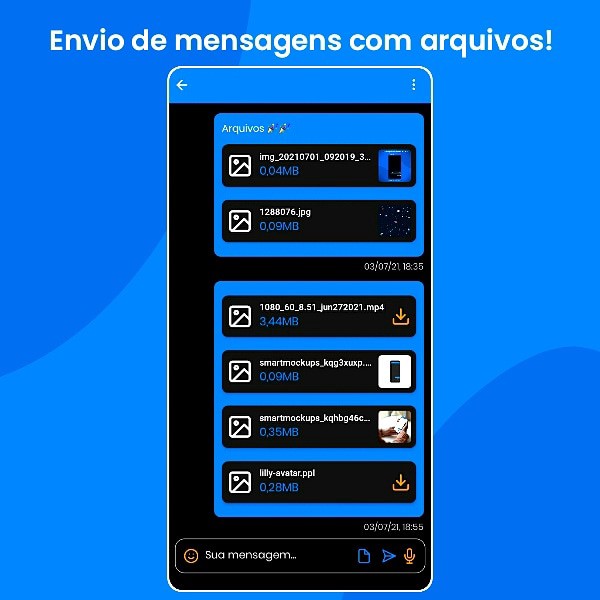 Envio de mensagens com arquivos!
Arquivos 🎉🎉
img_20210701_092019_3...
0,04MB
1288076.jpg
0,09MB
03/07/21, 18:35
1080_60_8.51_jun272021.mp4
3,44MB
smartmockups_kqg3xuxp....
0,09MB
smartmockups_kqhbg46c...
0,35MB
lilly-avatar.ppl
0,28MB
03/07/21, 18:55
Sua mensagem...